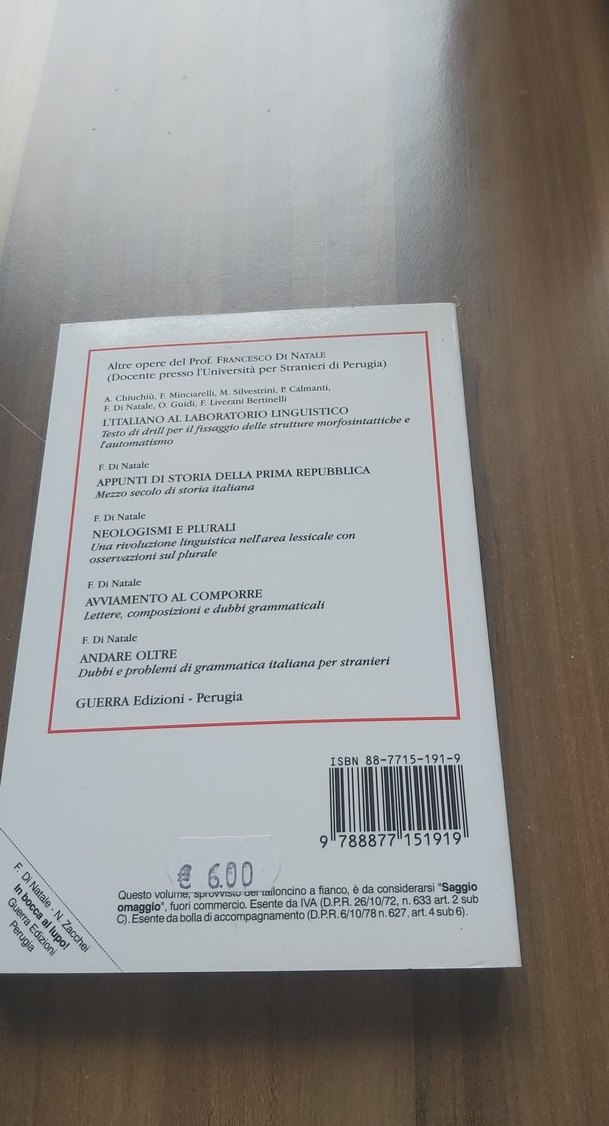 Altre opere del Prof. FRANCESCO DI NATALE
(Docente presso l'Università per Stranieri di Perugia)
A. Chiuchiù, F. Minciarelli, M. Silvestrini, P. Calmanti,
F. Di Natale, O. Guidi, F. Liverani Bertinelli
L'ITALIANO AL LABORATORIO LINGUISTICO
Testo di drill per il fissaggio delle strutture morfosintattiche e
l'automatismo
F. Di Natale
APPUNTI DI STORIA DELLA PRIMA REPUBBLICA
Mezzo secolo di storia italiana
F. Di Natale
NEOLOGISMI E PLURALI
Una rivoluzione linguistica nell'area lessicale con
osservazioni sul plurale
F. Di Natale
AVVIAMENTO AL COMPORRE
Lettere, composizioni e dubbi grammaticali
F. Di Natale
ANDARE OLTRE
Dubbi e problemi di grammatica italiana per stranieri
GUERRA Edizioni - Perugia
ISBN 88-7715-191-9
9 788877 151919
€ 6.00
Questo volume, sprovvisto del talloncino a fianco, è da considerarsi "Saggio
omaggio", fuori commercio. Esente da IVA (D.P.R. 26/10/72, n. 633 art. 2 sub
C). Esente da bolla di accompagnamento (D.P.R. 6/10/78 n. 627, art. 4 sub 6).
F. Di Natale - N. Zacchei
In bocca al lupo!
Guerra Edizioni
Perugia